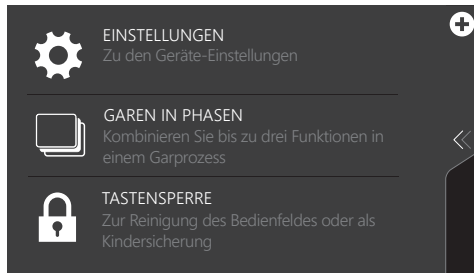 EINSTELLUNGEN
Zu den Geräte-Einstellungen
GAREN IN PHASEN
Kombinieren Sie bis zu drei Funktionen in
einem Garprozess
TASTENSPERRE
Zur Reinigung des Bedienfeldes oder als
Kindersicherung